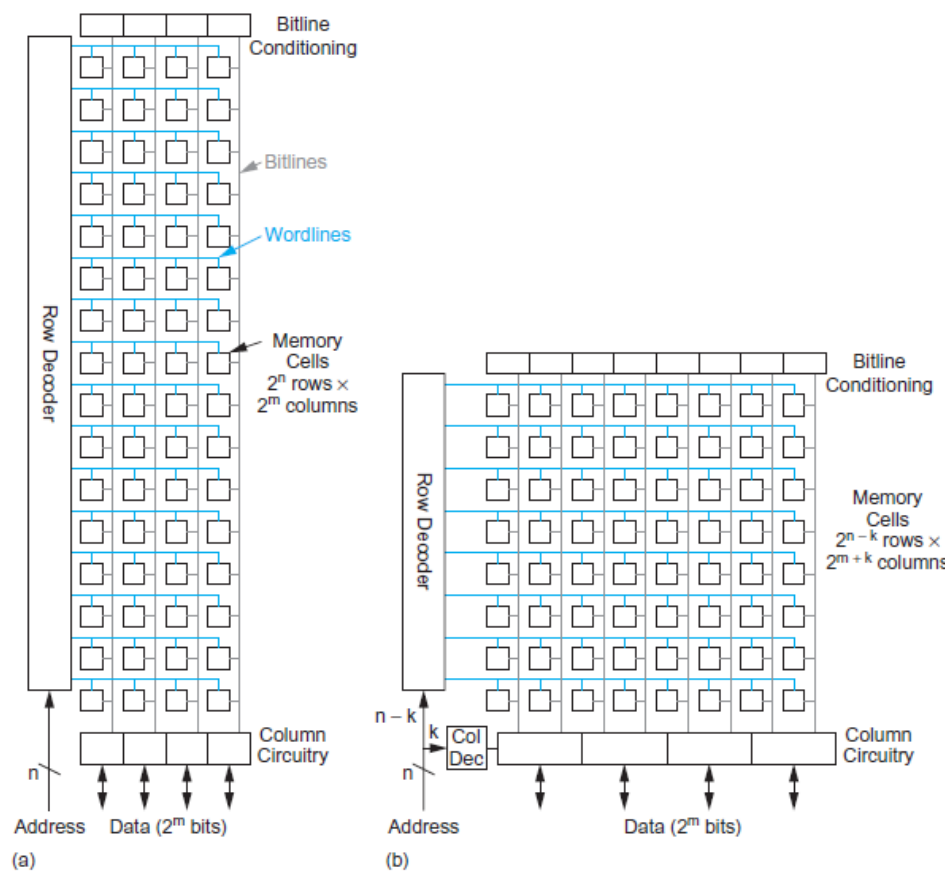 Bitline
Conditioning
Bitlines
Wordlines
Row Decoder
Memory
Cells
2ⁿ rows ×
2ᵐ columns
Column
Circuitry
n
Address
Data (2ᵐ bits)
(a)
Bitline
Conditioning
Row Decoder
Memory
Cells
2ⁿ⁻ᵏ rows ×
2ᵐ⁺ᵏ columns
n – k
k
Col
Dec
n
Column
Circuitry
Address
Data (2ᵐ bits)
(b)